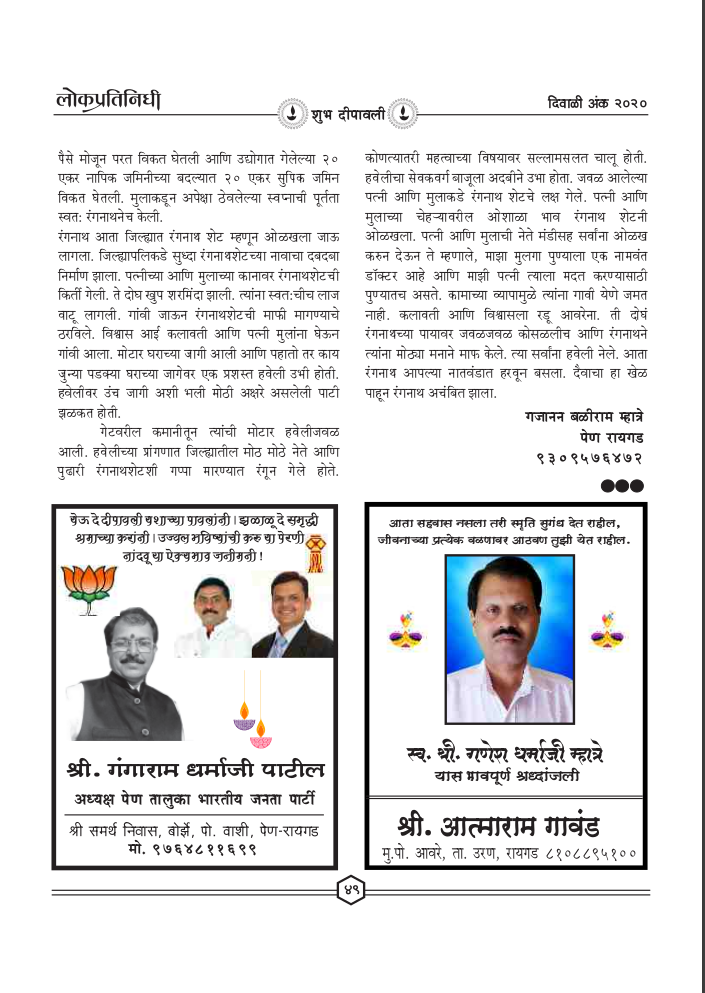 लोकप्रतिनिधी
शुभ दीपावली
दिवाळी अंक २०२०
पैसे मोजून परत विकत घेतली आणि उद्योगात गेलेल्या २०
एकर नापिक जमिनीच्या बदल्यात २० एकर सुपिक जमिन
विकत घेतली. मुलाकडून अपेक्षा ठेवलेल्या स्वप्नाची पूर्तता
स्वत: रंगनाथनेच केली.
रंगनाथ आता जिल्ह्यात रंगनाथ शेट म्हणून ओळखला जाऊ
लागला. जिल्ह्यापलिकडे सुध्दा रंगनाथशेटच्या नावाचा दबदबा
निर्माण झाला. पत्नीच्या आणि मुलाच्या कानावर रंगनाथशेटची
किर्ती गेली. ते दोघ खुप शरमिंदा झाली. त्यांना स्वत:चीच लाज
वाटू लागली. गांवी जाऊन रंगनाथशेटची माफी मागण्याचे
ठरविले. विश्वास आई कलावती आणि पत्नी मुलांना घेऊन
गांवी आला. मोटार घराच्या जागी आली आणि पहातो तर काय
जुन्या पडक्या घराच्या जागेवर एक प्रशस्त हवेली उभी होती.
हवेलीवर उंच जागी अशी भली मोठी अक्षरे असलेली पाटी
झळकत होती.
गेटवरील कमानीतून त्यांची मोटार हवेलीजवळ
आली. हवेलीच्या प्रांगणात जिल्ह्यातील मोठ मोठे नेते आणि
पुढारी रंगनाथशेटशी गप्पा मारण्यात रंगून गेले होते.
कोणत्यातरी महत्वाच्या विषयावर सल्लामसलत चालू होती.
हवेलीचा सेवकवर्ग बाजूला अदबीने उभा होता. जवळ आलेल्या
पत्नी आणि मुलाकडे रंगनाथ शेटचे लक्ष गेले. पत्नी आणि
मुलाच्या चेहऱ्यावरील ओशाळा भाव रंगनाथ शेटनी
ओळखला. पत्नी आणि मुलाची नेते मंडीसह सर्वांना ओळख
करुन देऊन ते म्हणाले, माझा मुलगा पुण्याला एक नामवंत
डॉक्टर आहे आणि माझी पत्नी त्याला मदत करण्यासाठी
पुण्यातच असते. कामाच्या व्यापामुळे त्यांना गावी येणे जमत
नाही. कलावती आणि विश्वासला रडू आवरेना. ती दोघं
रंगनाथच्या पायावर जवळजवळ कोसळलीच आणि रंगनाथने
त्यांना मोठ्या मनाने माफ केले. त्या सर्वांना हवेली नेले. आता
रंगनाथ आपल्या नातवंडात हरवून बसला. दैवाचा हा खेळ
पाहून रंगनाथ अचंबित झाला.
गजानन बळीराम म्हात्रे
पेण रायगड
९३०९५७६४७२
येऊ दे दीपावली यशाच्या पावलांनी। झळाळू दे समृद्धी
श्रमाच्या करांनी। उज्वल भविष्याची करु या पेरणी
नांदवू या ऐक्यभाव जनीमनी!
श्री. गंगाराम धर्माजी पाटील
अध्यक्ष पेण तालुका भारतीय जनता पार्टी
श्री समर्थ निवास, बोर्झे, पो. वाशी, पेण-रायगड
मो. ९७६४८११६९९
आता सहवास नसला तरी स्मृति सुगंध देत राहील,
जीवनाच्या प्रत्येक वळणावर आठवण तुझी येत राहील.
स्व. श्री. गणेश धर्माजी म्हात्रे
यास भावपूर्ण श्रध्दांजली
श्री. आत्माराम गावंड
मु.पो. आवरे, ता. उरण, रायगड ८१०८८९५१००
४९